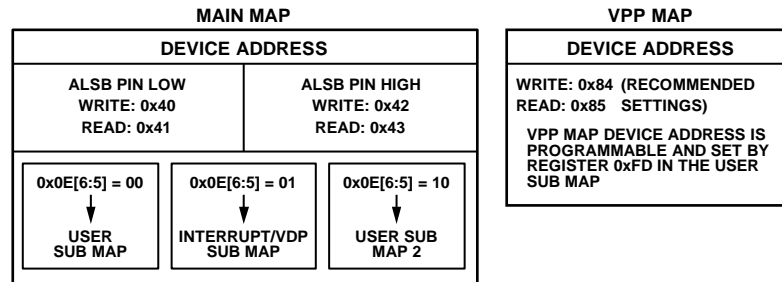 MAIN MAP
DEVICE ADDRESS
ALSB PIN LOW
WRITE: 0x40
READ: 0x41
ALSB PIN HIGH
WRITE: 0x42
READ: 0x43
0x0E[6:5] = 00
USER
SUB MAP
0x0E[6:5] = 01
INTERRUPT/VDP
SUB MAP
0x0E[6:5] = 10
USER SUB
MAP 2
VPP MAP
DEVICE ADDRESS
WRITE: 0x84 (RECOMMENDED
READ: 0x85 SETTINGS)
VPP MAP DEVICE ADDRESS IS
PROGRAMMABLE AND SET BY
REGISTER 0xFD IN THE USER
SUB MAP